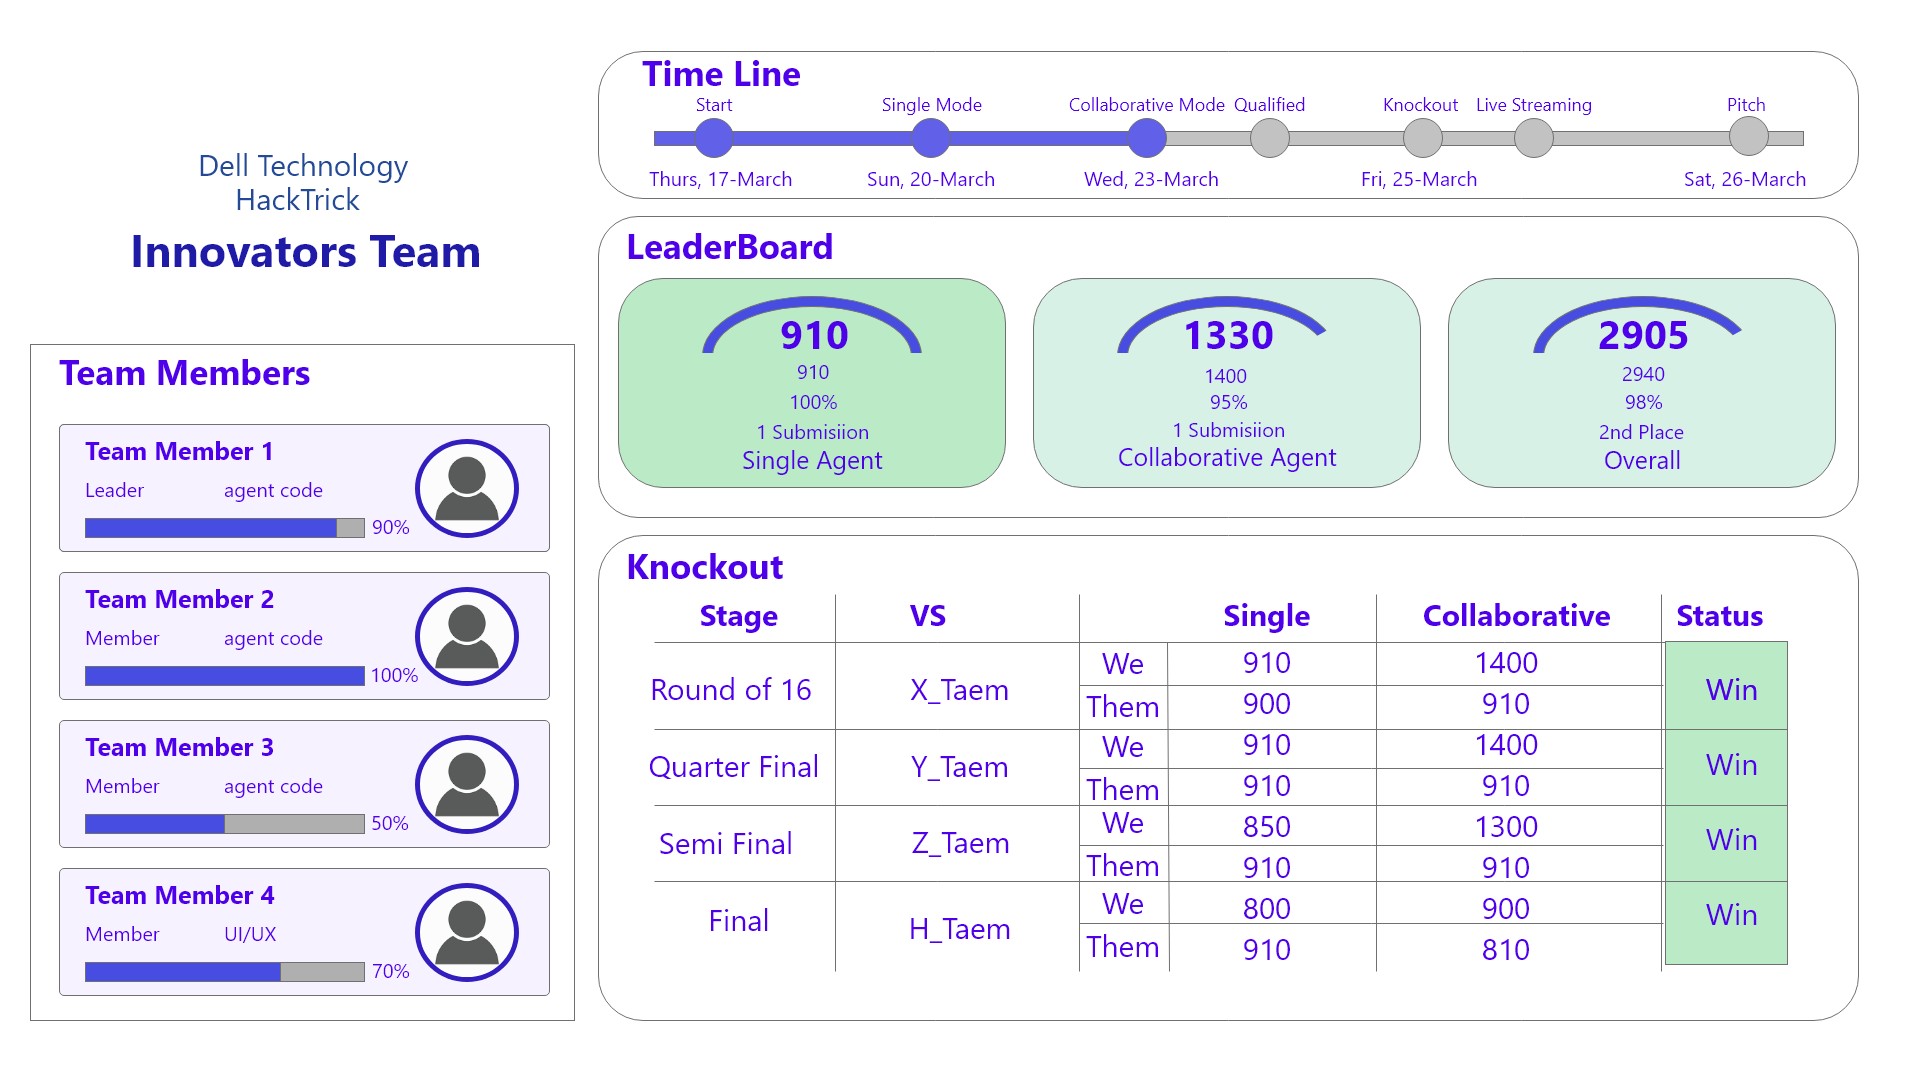 Dell Technology
HackTrick
Innovators Team
Team Members
Team Member 1
Leader agent code
90%
Team Member 2
Member agent code
100%
Team Member 3
Member agent code
50%
Team Member 4
Member UI/UX
70%
Time Line
Start Single Mode Collaborative Mode Qualified Knockout Live Streaming Pitch
Thurs, 17-March Sun, 20-March Wed, 23-March Fri, 25-March Sat, 26-March
LeaderBoard
910
910
100%
1 Submisiion
Single Agent
1330
1400
95%
1 Submisiion
Collaborative Agent
2905
2940
98%
2nd Place
Overall
Knockout
Stage VS Single Collaborative Status
Round of 16 X_Taem Win
We 910 1400
Them 900 910
Quarter Final Y_Taem Win
We 910 1400
Them 910 910
Semi Final Z_Taem Win
We 850 1300
Them 910 910
Final H_Taem Win
We 800 900
Them 910 810